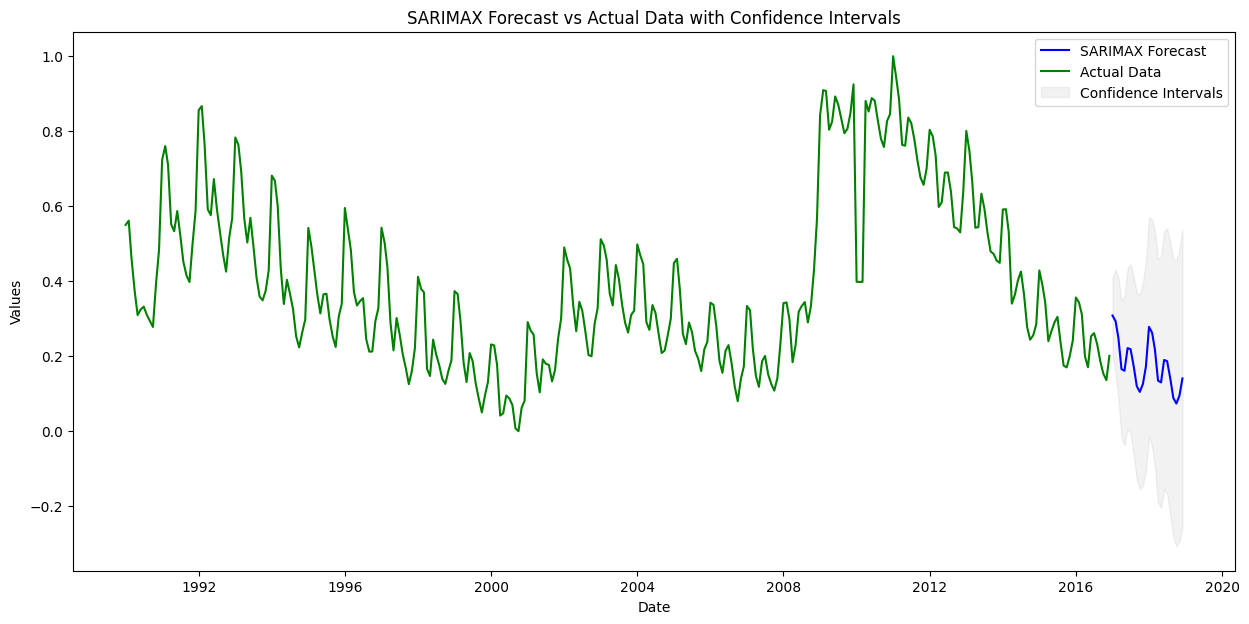 SARIMAX Forecast vs Actual Data with Confidence Intervals
SARIMAX Forecast
Actual Data
Confidence Intervals
Values
1.0
0.8
0.6
0.4
0.2
0.0
−0.2
1992 1996 2000 2004 2008 2012 2016 2020
Date